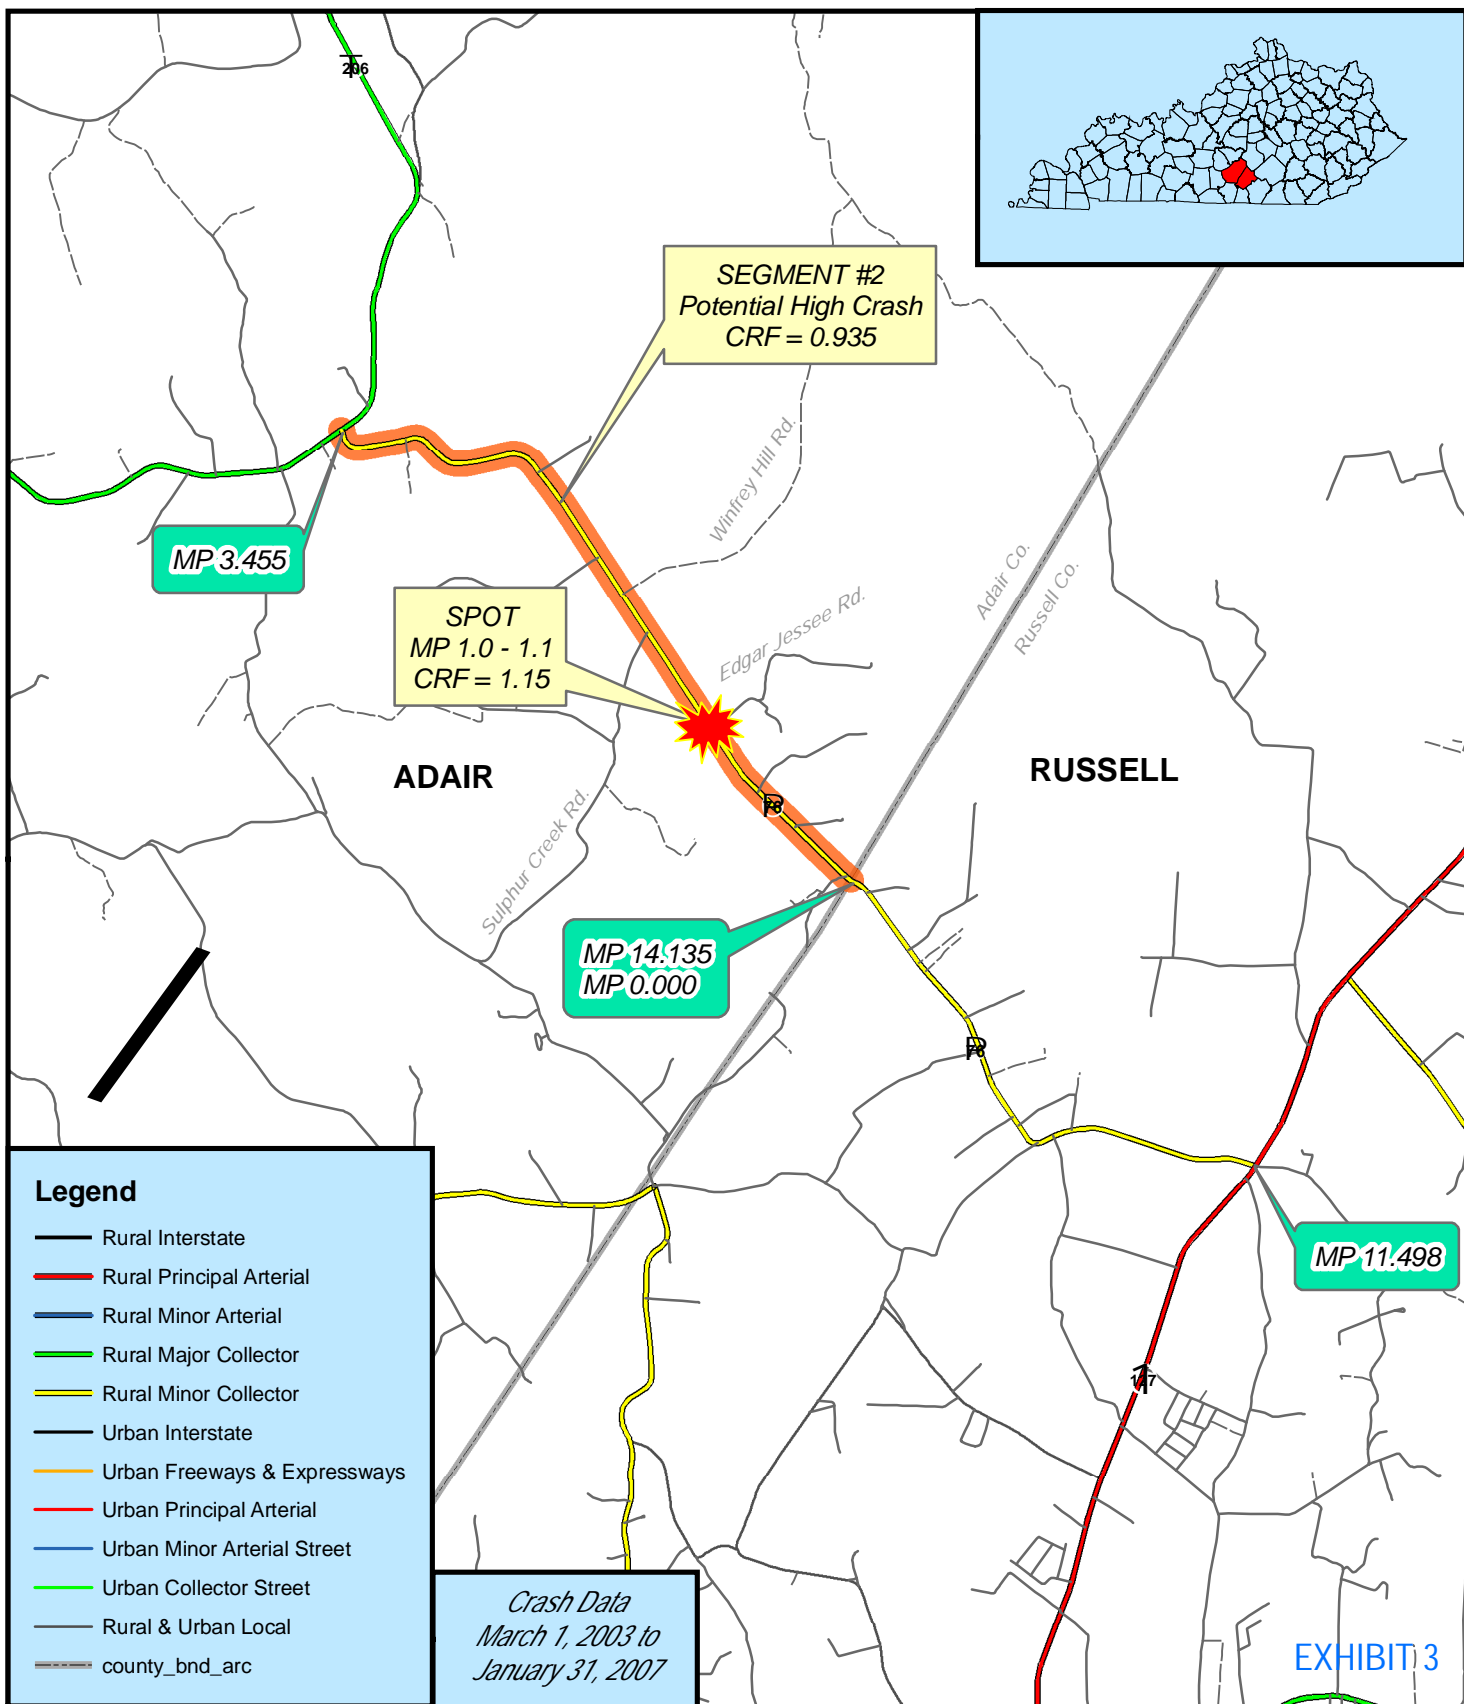 206
SEGMENT #2
Potential High Crash
CRF = 0.935
Winfrey Hill Rd.
MP 3.455
Adair Co.
Russell Co.
SPOT
MP 1.0 - 1.1
CRF = 1.15
Edgar Jessee Rd.
ADAIR
RUSSELL
76
Sulphur Creek Rd.
MP 14.135
MP 0.000
76
MP 11.498
127
Legend
Rural Interstate
Rural Principal Arterial
Rural Minor Arterial
Rural Major Collector
Rural Minor Collector
Urban Interstate
Urban Freeways & Expressways
Urban Principal Arterial
Urban Minor Arterial Street
Urban Collector Street
Rural & Urban Local
county_bnd_arc
Crash Data
March 1, 2003 to
January 31, 2007
EXHIBIT 3